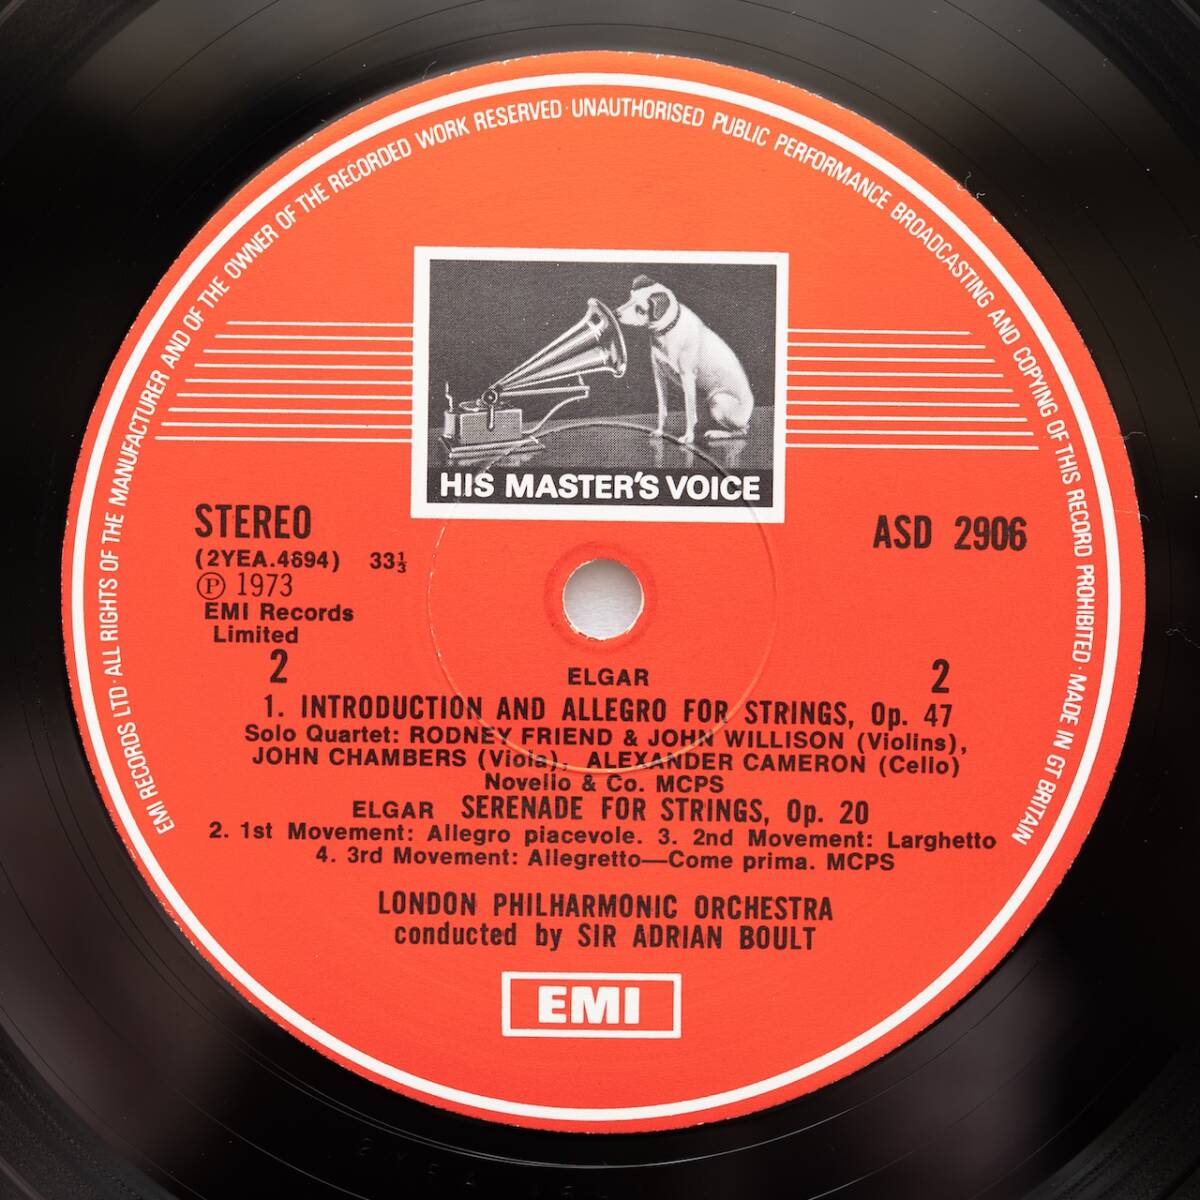 EMI RECORDS LTD · ALL RIGHTS OF THE MANUFACTURER AND OF THE OWNER OF THE RECORDED WORK RESERVED · UNAUTHORISED PUBLIC PERFORMANCE BROADCASTING AND COPYING OF THIS RECORD PROHIBITED · MADE IN GT BRITAIN
HIS MASTER'S VOICE
STEREO
ASD 2906
(2YEA.4694) 33⅓
℗ 1973
EMI Records
Limited
2 2
ELGAR
1. INTRODUCTION AND ALLEGRO FOR STRINGS, Op. 47
Solo Quartet: RODNEY FRIEND & JOHN WILLISON (Violins),
JOHN CHAMBERS (Viola), ALEXANDER CAMERON (Cello)
Novello & Co. MCPS
ELGAR SERENADE FOR STRINGS, Op. 20
2. 1st Movement: Allegro piacevole. 3. 2nd Movement: Larghetto
4. 3rd Movement: Allegretto—Come prima. MCPS
LONDON PHILHARMONIC ORCHESTRA
conducted by SIR ADRIAN BOULT
EMI